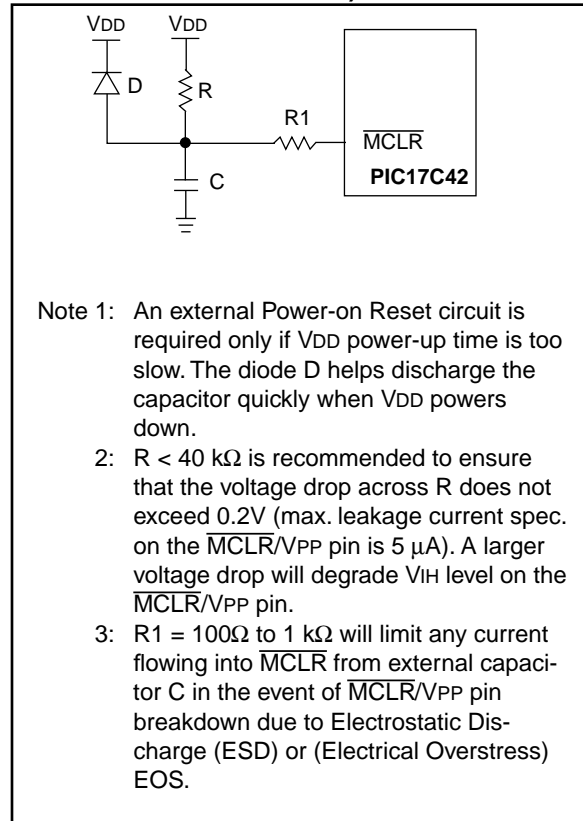 VDD VDD
D
R
R1
MCLR
PIC17C42
C
Note 1: An external Power-on Reset circuit is
required only if VDD power-up time is too
slow. The diode D helps discharge the
capacitor quickly when VDD powers
down.
2: R < 40 kΩ is recommended to ensure
that the voltage drop across R does not
exceed 0.2V (max. leakage current spec.
on the MCLR/VPP pin is 5 µA). A larger
voltage drop will degrade VIH level on the
MCLR/VPP pin.
3: R1 = 100Ω to 1 kΩ will limit any current
flowing into MCLR from external capaci-
tor C in the event of MCLR/VPP pin
breakdown due to Electrostatic Dis-
charge (ESD) or (Electrical Overstress)
EOS.